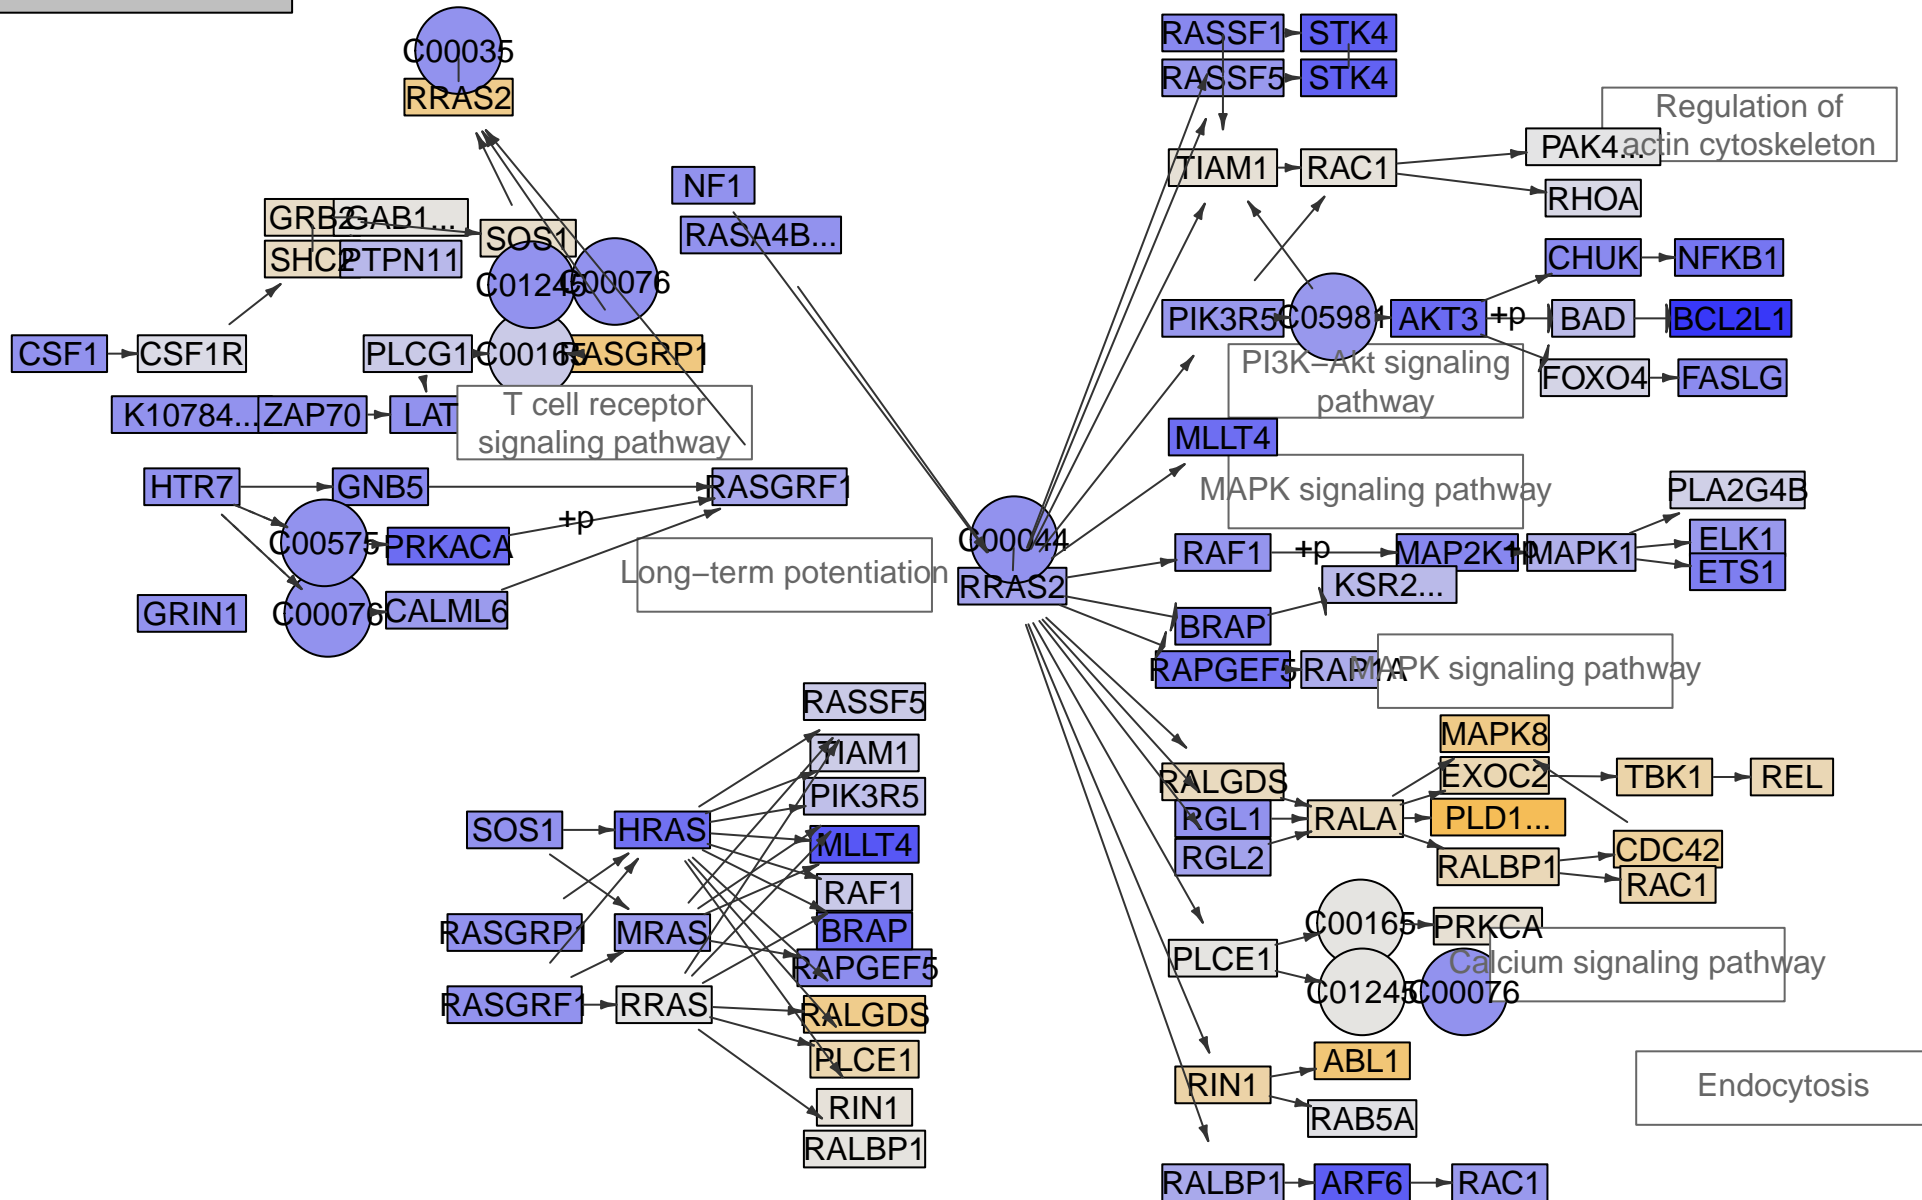 C00035
RRAS2
NF1
RASA4B...
GRB2
GAB1...
SHC2
PTPN11
SOS1
C01245
C00076
CSF1
CSF1R
PLCG1
C00165
RASGRP1
K10784...
ZAP70
LAT
T cell receptor
signaling pathway
HTR7
GNB5
RASGRF1
C00575
PRKACA
+p
GRIN1
C00076
CALML6
Long−term potentiation
C00044
RRAS2
RASSF1
STK4
RASSF5
STK4
Regulation of
actin cytoskeleton
PAK4...
TIAM1
RAC1
RHOA
CHUK
NFKB1
PIK3R5
C05981
AKT3
+p
BAD
BCL2L1
PI3K−Akt signaling
pathway
FOXO4
FASLG
MLLT4
MAPK signaling pathway
PLA2G4B
RAF1
+p
MAP2K1
+p
MAPK1
ELK1
ETS1
KSR2...
BRAP
RAPGEF5
RAP1A
MAPK signaling pathway
RASSF5
TIAM1
PIK3R5
SOS1
HRAS
MLLT4
RAF1
RASGRP1
MRAS
BRAP
RAPGEF5
RASGRF1
RRAS
RALGDS
PLCE1
RIN1
RALBP1
MAPK8
RALGDS
EXOC2
TBK1
REL
RGL1
RALA
PLD1...
RGL2
RALBP1
CDC42
RAC1
C00165
PRKCA
PLCE1
Calcium signaling pathway
C01245
C00076
ABL1
RIN1
RAB5A
Endocytosis
RALBP1
ARF6
RAC1